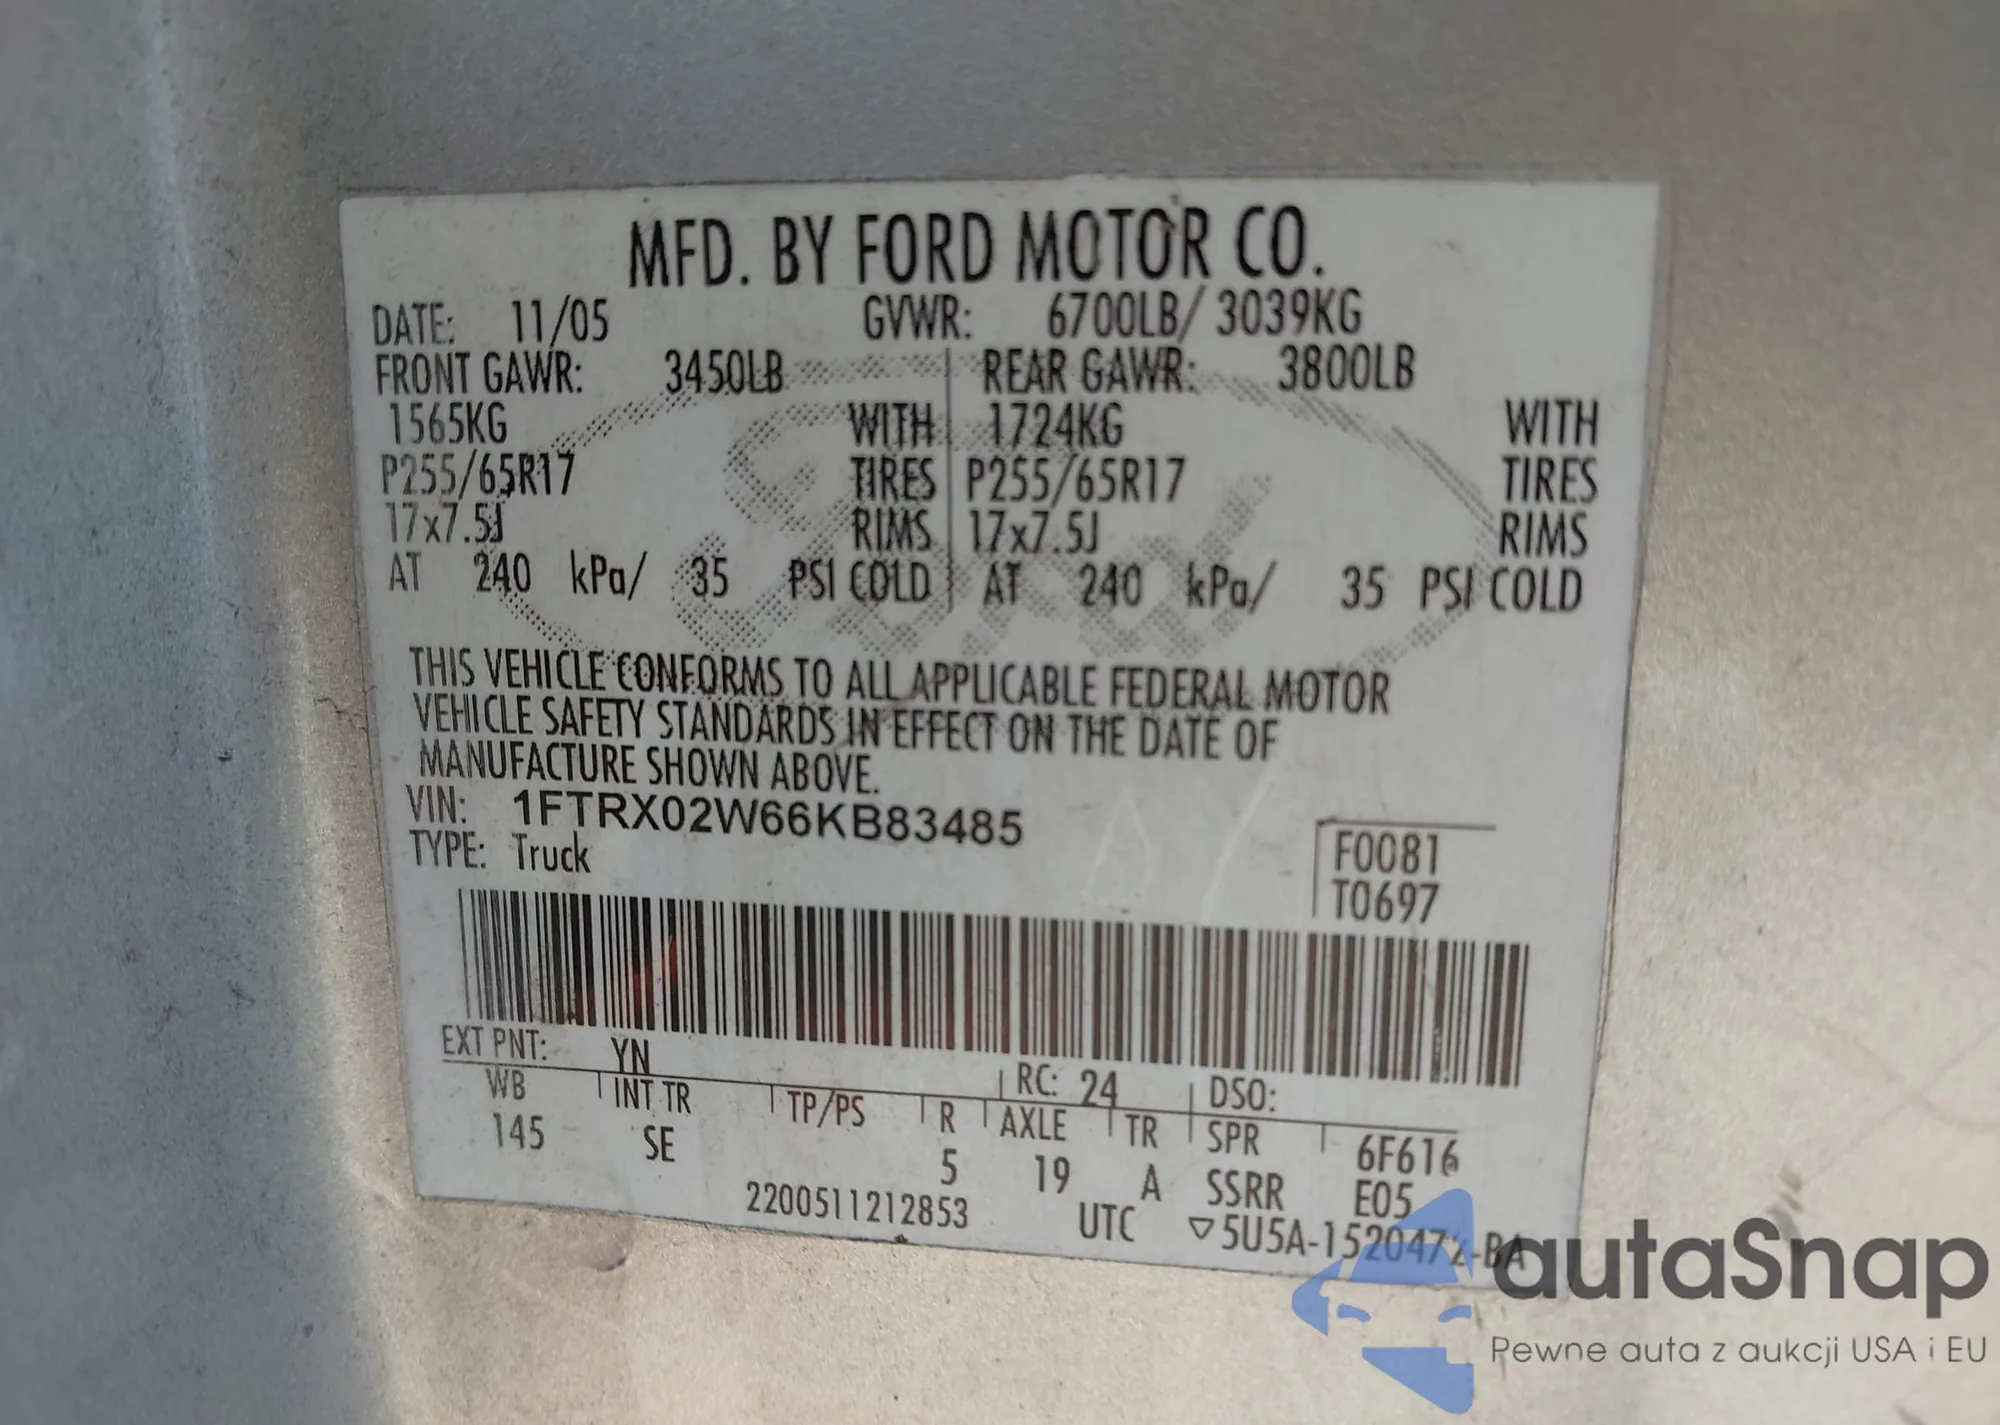 MFD. BY FORD MOTOR CO.
DATE: 11/05 GVWR: 6700LB/ 3039KG
FRONT GAWR: 3450LB REAR GAWR: 3800LB
1565KG WITH 1724KG WITH
P255/65R17 TIRES P255/65R17 TIRES
17x7.5J RIMS 17x7.5J RIMS
AT 240 kPa/ 35 PSI COLD AT 240 kPa/ 35 PSI COLD
THIS VEHICLE CONFORMS TO ALL APPLICABLE FEDERAL MOTOR
VEHICLE SAFETY STANDARDS IN EFFECT ON THE DATE OF
MANUFACTURE SHOWN ABOVE.
VIN: 1FTRX02W66KB83485
TYPE: Truck
F0081
T0697
EXT PNT: YN RC: 24 DSO:
WB INT TR TP/PS R AXLE TR SPR 6F616
145 SE 5 19 A SSRR E05
2200511212853 UTC ▽5U5A-1520472-BA
autaSnap
Pewne auta z aukcji USA i EU